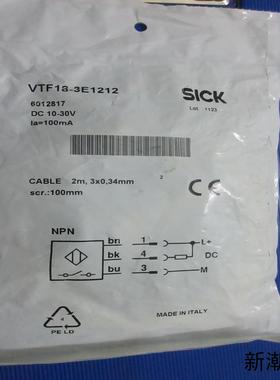 VTF18-3E1212
SICK
6012817
Lot 1123
DC 10-30V
Ia=100mA
CABLE 2m, 3x0,34mm 2
scr.:100mm
CE
NPN
bn 1 L+
bk 4 DC
bu 3 M
4
PE LD
MADE IN ITALY
新潮